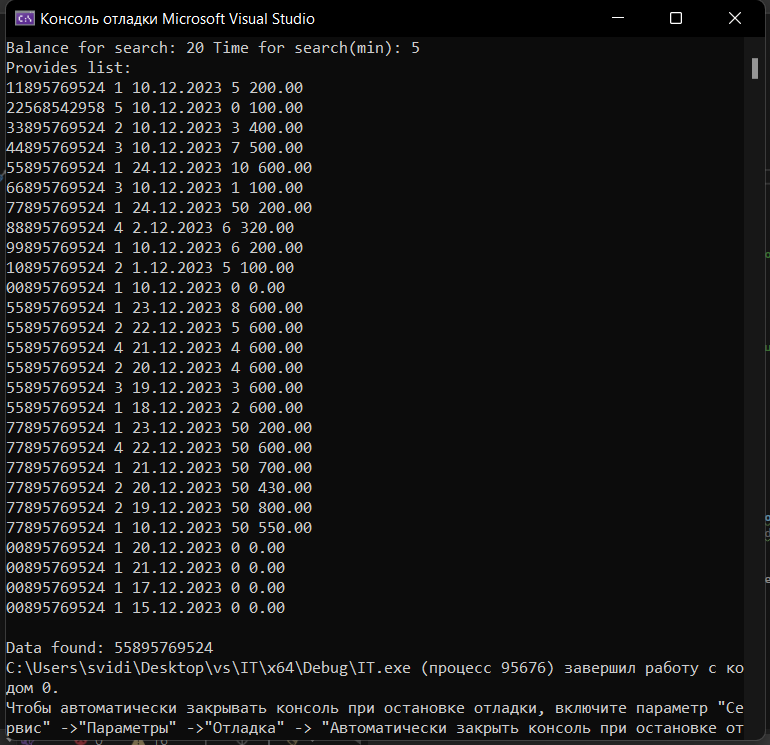 Консоль отладки Microsoft Visual Studio
Balance for search: 20 Time for search(min): 5
Provides list:
11895769524 1 10.12.2023 5 200.00
22568542958 5 10.12.2023 0 100.00
33895769524 2 10.12.2023 3 400.00
44895769524 3 10.12.2023 7 500.00
55895769524 1 24.12.2023 10 600.00
66895769524 3 10.12.2023 1 100.00
77895769524 1 24.12.2023 50 200.00
88895769524 4 2.12.2023 6 320.00
99895769524 1 10.12.2023 6 200.00
10895769524 2 1.12.2023 5 100.00
00895769524 1 10.12.2023 0 0.00
55895769524 1 23.12.2023 8 600.00
55895769524 2 22.12.2023 5 600.00
55895769524 4 21.12.2023 4 600.00
55895769524 2 20.12.2023 4 600.00
55895769524 3 19.12.2023 3 600.00
55895769524 1 18.12.2023 2 600.00
77895769524 1 23.12.2023 50 200.00
77895769524 4 22.12.2023 50 600.00
77895769524 1 21.12.2023 50 700.00
77895769524 2 20.12.2023 50 430.00
77895769524 2 19.12.2023 50 800.00
77895769524 1 10.12.2023 50 550.00
00895769524 1 20.12.2023 0 0.00
00895769524 1 21.12.2023 0 0.00
00895769524 1 17.12.2023 0 0.00
00895769524 1 15.12.2023 0 0.00
Data found: 55895769524
C:\Users\svidi\Desktop\vs\IT\x64\Debug\IT.exe (процесс 95676) завершил работу с ко
дом 0.
Чтобы автоматически закрывать консоль при остановке отладки, включите параметр "Се
рвис" ->"Параметры" ->"Отладка" -> "Автоматически закрыть консоль при остановке от